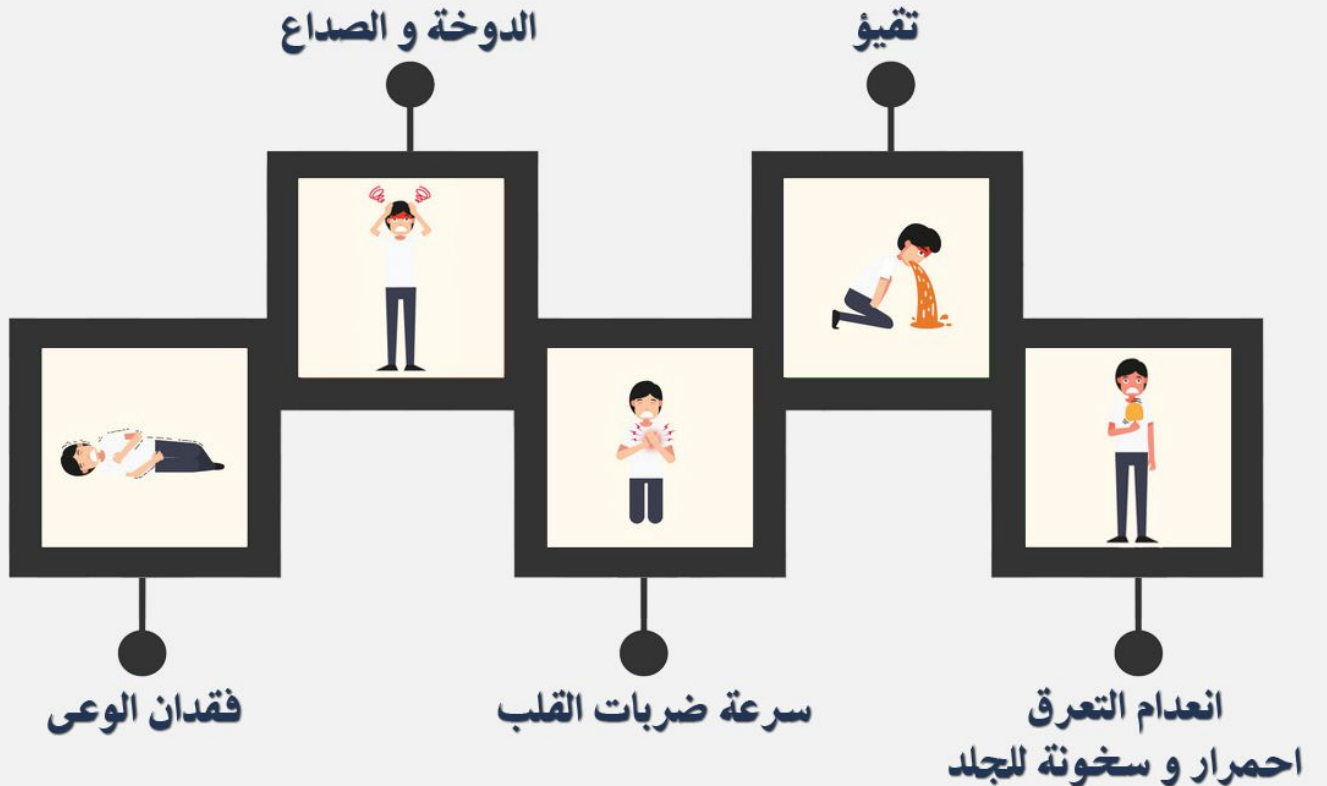 تقيؤ
الدوخة و الصداع
انعدام التعرق
احمرار و سخونة للجلد
سرعة ضربات القلب
فقدان الوعى